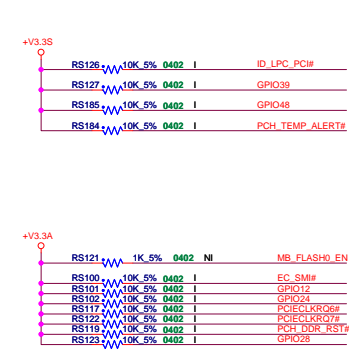 +V3.3S
RS126 10K_5% 0402 I ID_LPC_PCI#
RS127 10K_5% 0402 I GPIO39
RS185 10K_5% 0402 I GPIO48
RS184 10K_5% 0402 I PCH_TEMP_ALERT#
+V3.3A
RS121 1K_5% 0402 NI MB_FLASH0_EN
RS100 10K_5% 0402 I EC_SMI#
RS101 10K_5% 0402 I GPIO12
RS102 10K_5% 0402 I GPIO24
RS117 10K_5% 0402 I PCIECLKRQ6#
RS122 10K_5% 0402 I PCIECLKRQ7#
RS119 10K_5% 0402 I PCH_DDR_RST#
RS123 10K_5% 0402 I GPIO28